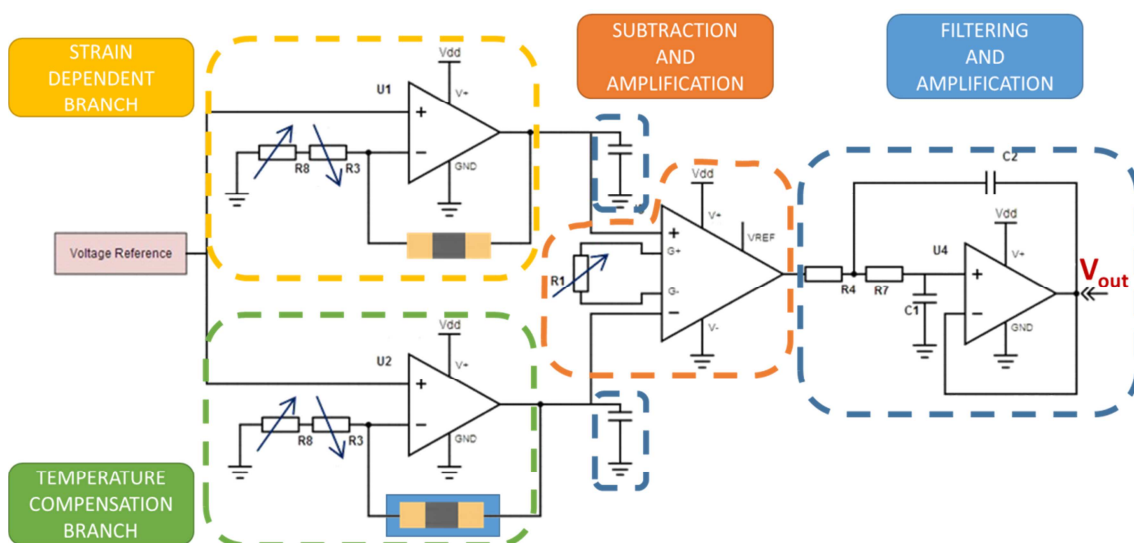 STRAIN
DEPENDENT
BRANCH
SUBTRACTION
AND
AMPLIFICATION
FILTERING
AND
AMPLIFICATION
Vdd
U1
V+
+
−
GND
R8
R3
Voltage Reference
Vdd
V+
VREF
+
G+
G-
−
V-
R1
C2
Vdd
U4
V+
+
−
GND
R4
R7
C1
Vout
Vdd
U2
V+
+
−
GND
R8
R3
TEMPERATURE
COMPENSATION
BRANCH